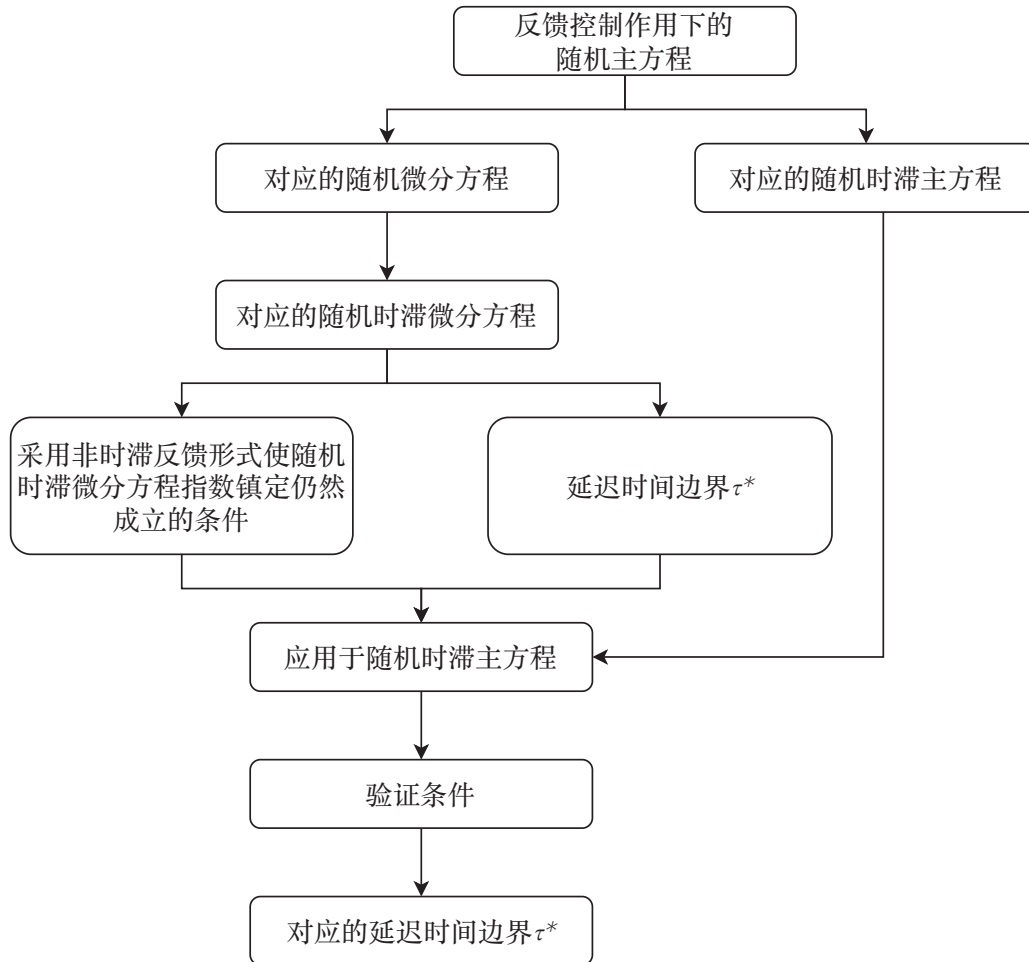 反馈控制作用下的
随机主方程
对应的随机微分方程
对应的随机时滞主方程
对应的随机时滞微分方程
采用非时滞反馈形式使随机
时滞微分方程指数镇定仍然
成立的条件
延迟时间边界τ*
应用于随机时滞主方程
验证条件
对应的延迟时间边界τ*